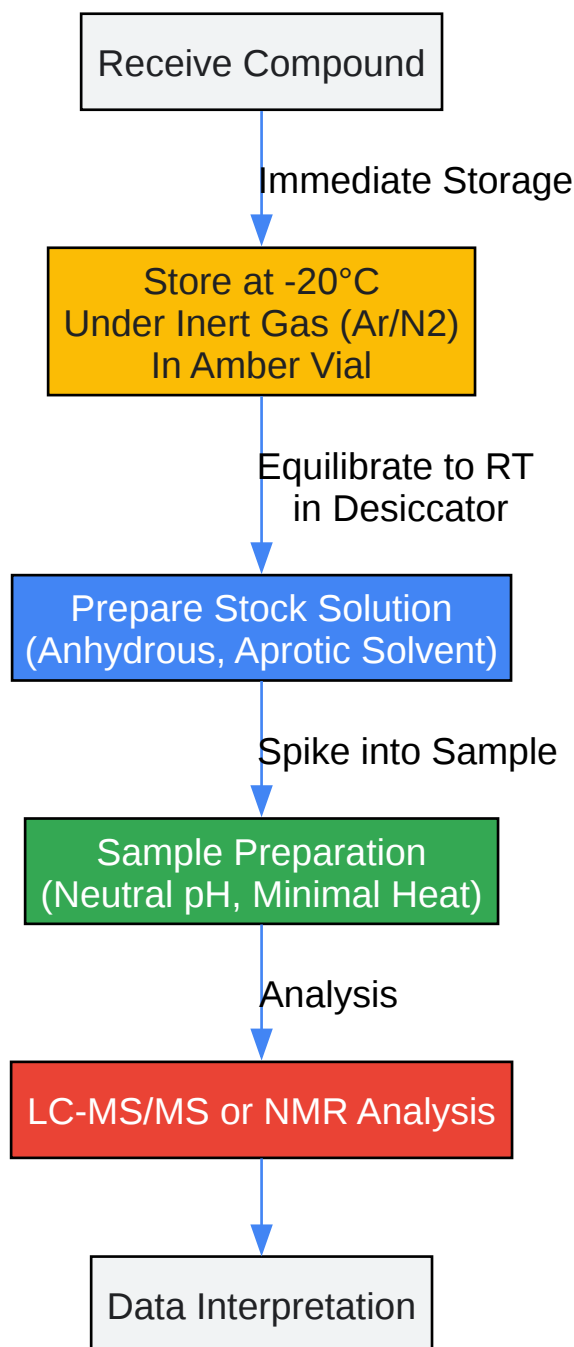 Receive Compound
Immediate Storage
Store at -20°C
Under Inert Gas (Ar/N2)
In Amber Vial
Equilibrate to RT
in Desiccator
Prepare Stock Solution
(Anhydrous, Aprotic Solvent)
Spike into Sample
Sample Preparation
(Neutral pH, Minimal Heat)
Analysis
LC-MS/MS or NMR Analysis
Data Interpretation